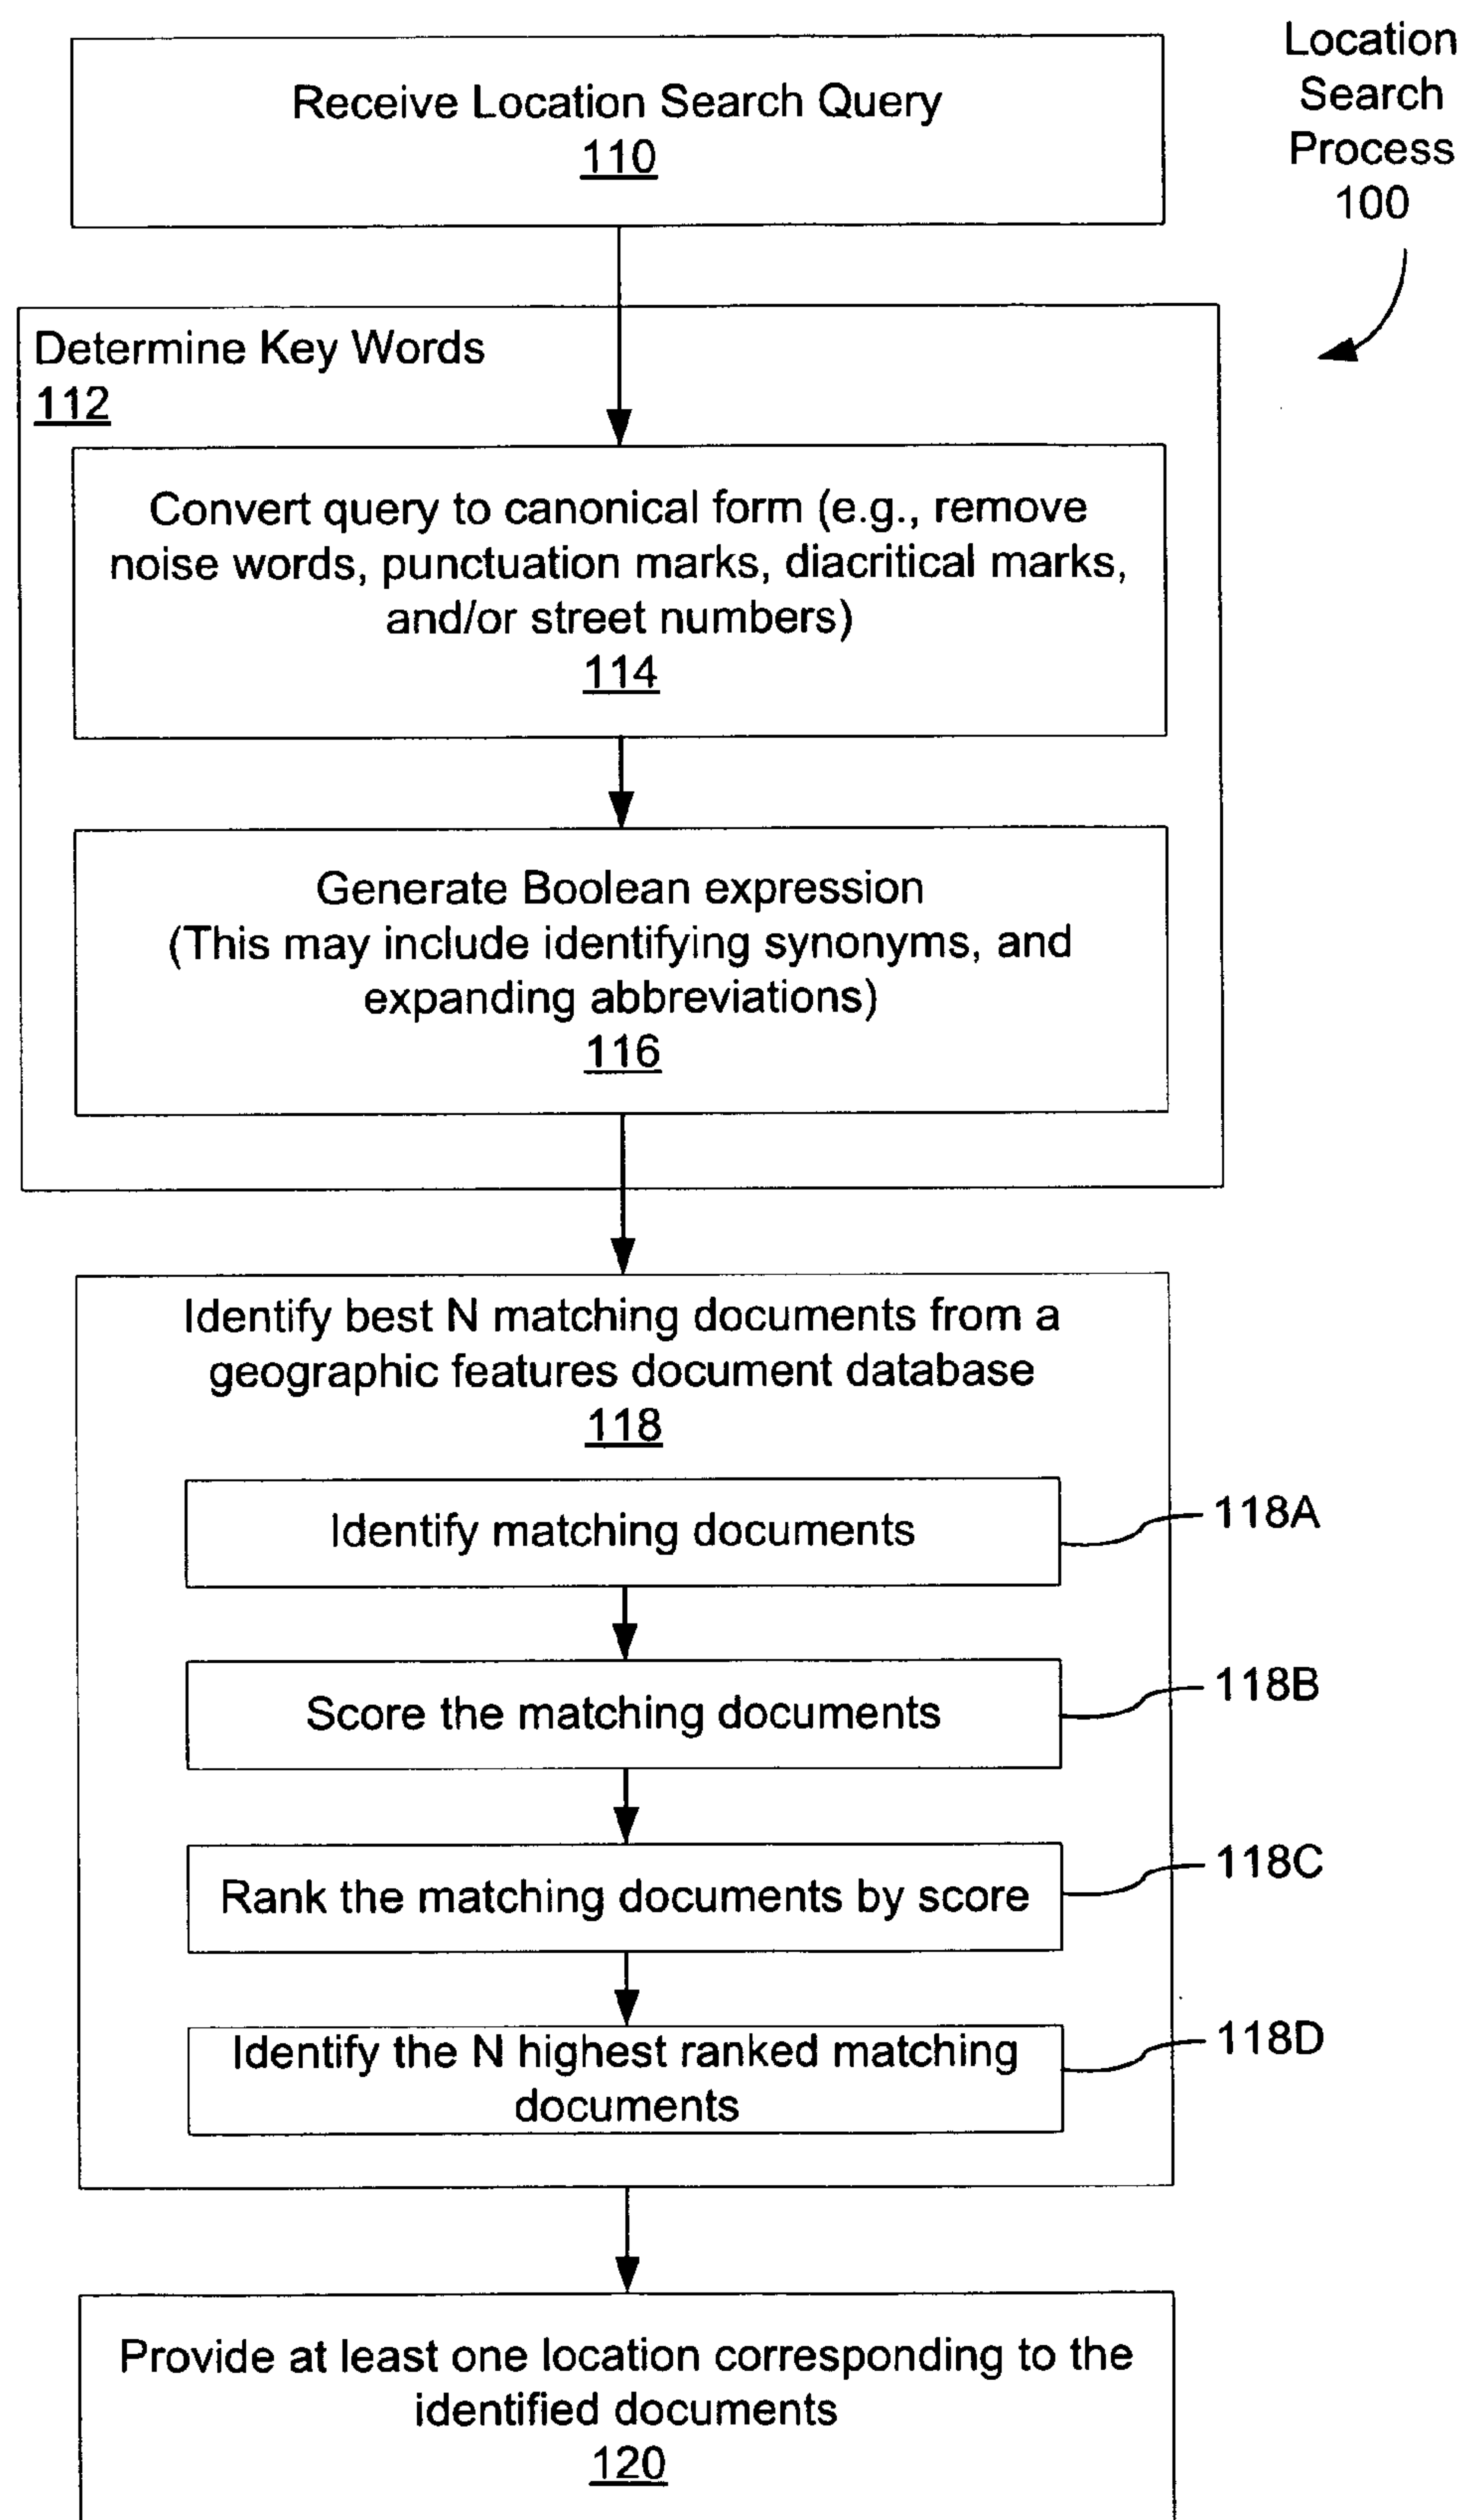 Location
Search
Process
100
Receive Location Search Query
110
Determine Key Words
112
Convert query to canonical form (e.g., remove
noise words, punctuation marks, diacritical marks,
and/or street numbers)
114
Generate Boolean expression
(This may include identifying synonyms, and
expanding abbreviations)
116
Identify best N matching documents from a
geographic features document database
118
Identify matching documents
118A
Score the matching documents
118B
Rank the matching documents by score
118C
Identify the N highest ranked matching
documents
118D
Provide at least one location corresponding to the
identified documents
120